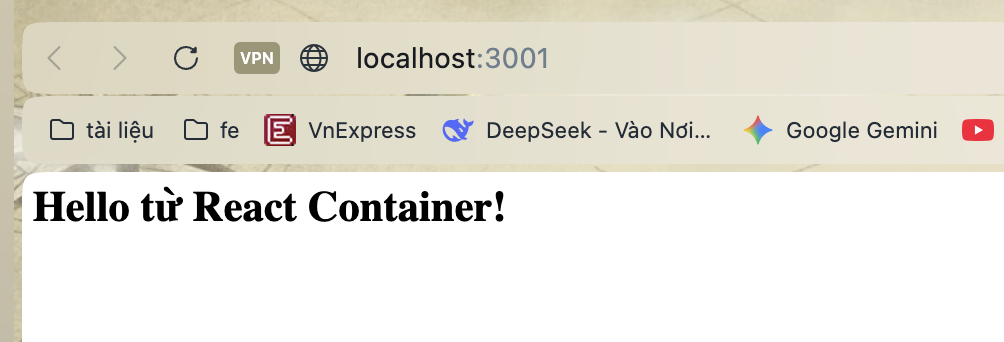 VPN localhost:3001
tài liệu fe VnExpress DeepSeek - Vào Nơi... Google Gemini
Hello từ React Container!